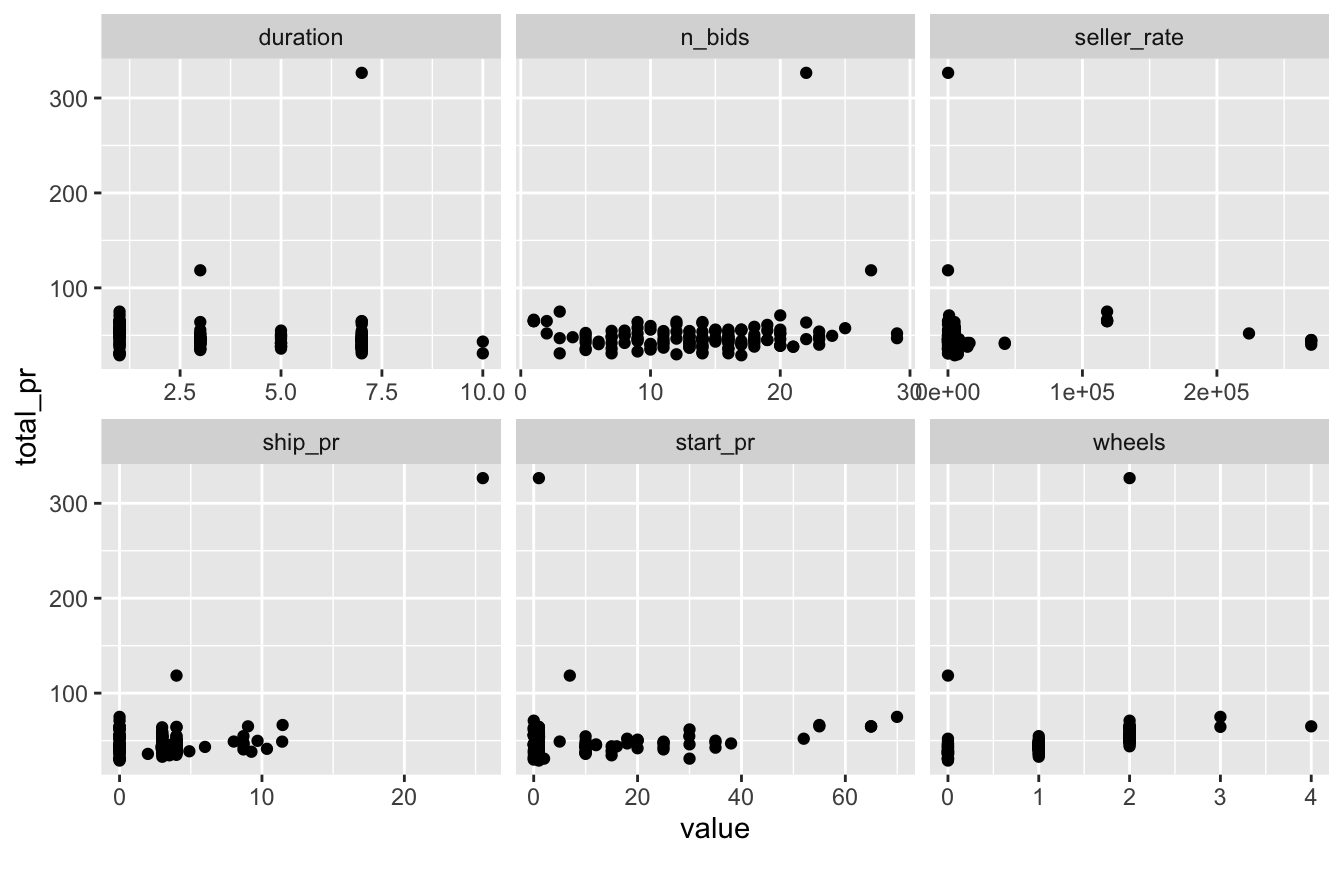 duration n_bids seller_rate
300
200
100
2.5 5.0 7.5 10.0 0 10 20 30 0e+00 1e+05 2e+05
total_pr
ship_pr start_pr wheels
300
200
100
0 10 20 0 20 40 60 0 1 2 3 4
value